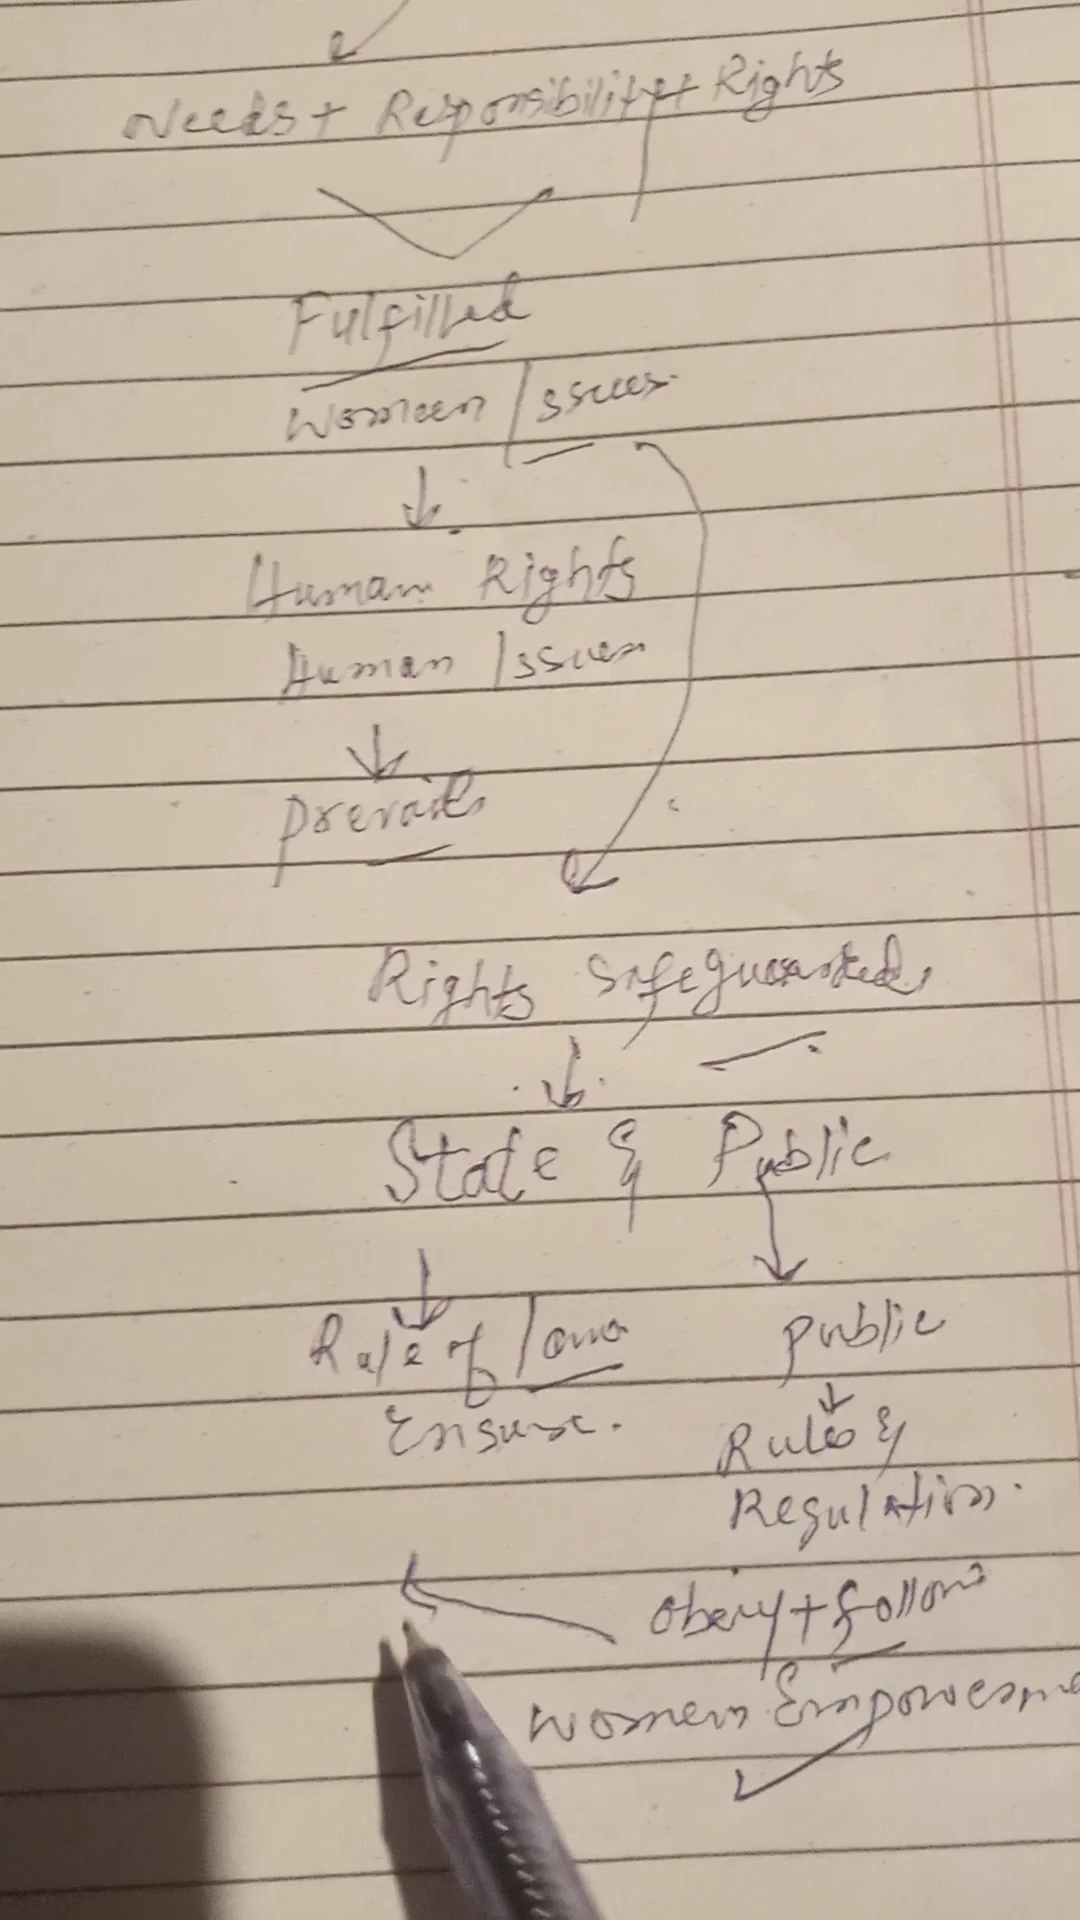 Needs + Responsibility + Rights
Fulfilled
Women Issues
Human Rights
Human Issues
Prevails
Rights Safeguarded
State & Public
Rule of law
Ensure.
Public
Rules &
Regulation.
Obey + follow
Women Empowerme